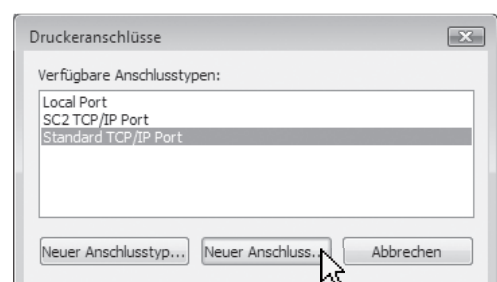 Druckeranschlüsse
Verfügbare Anschlusstypen:
Local Port
SC2 TCP/IP Port
Standard TCP/IP Port
Neuer Anschlusstyp... Neuer Anschluss... Abbrechen